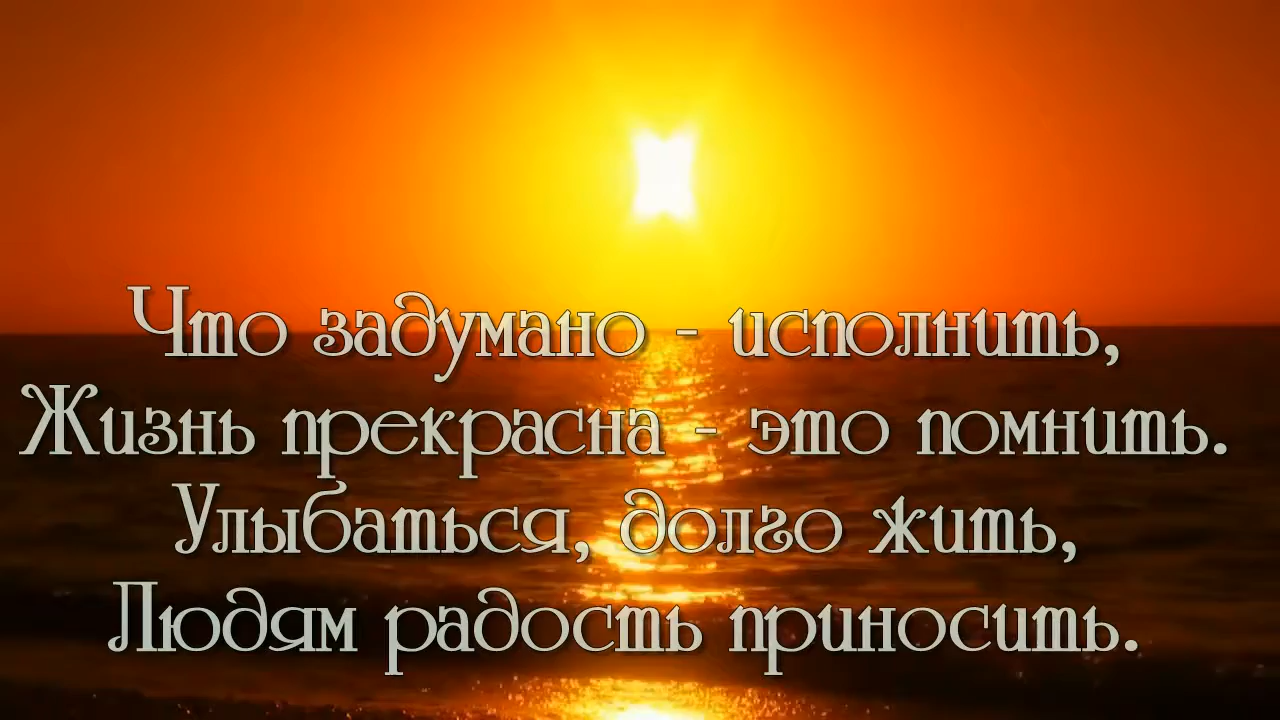 Что задумано - исполнить,
Жизнь прекрасна - это помнить.
Улыбаться, долго жить,
Людям радость приносить.